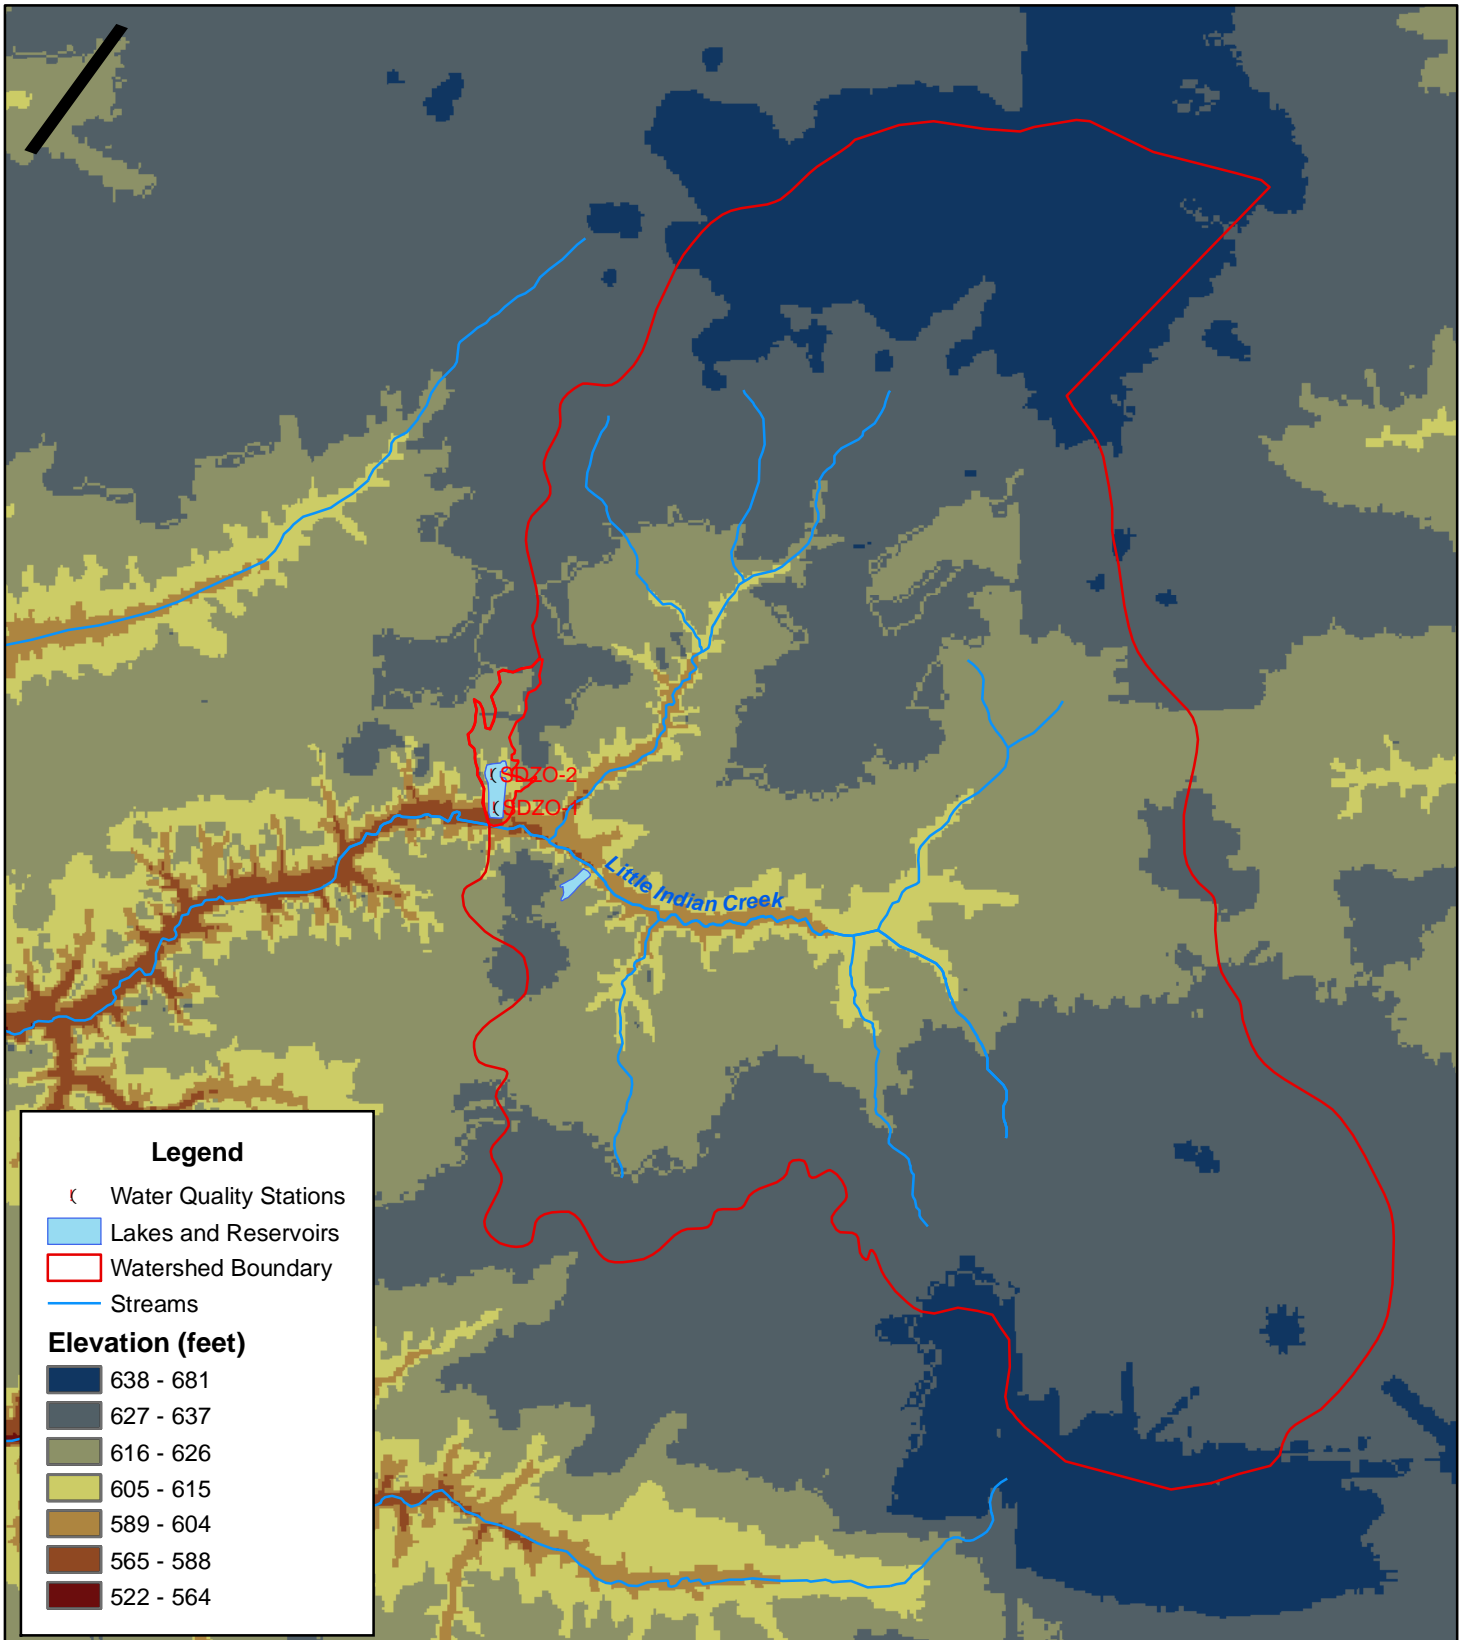 SDZO-2
SDZO-1
Little Indian Creek
Legend
Water Quality Stations
Lakes and Reservoirs
Watershed Boundary
Streams
Elevation (feet)
638 - 681
627 - 637
616 - 626
605 - 615
589 - 604
565 - 588
522 - 564